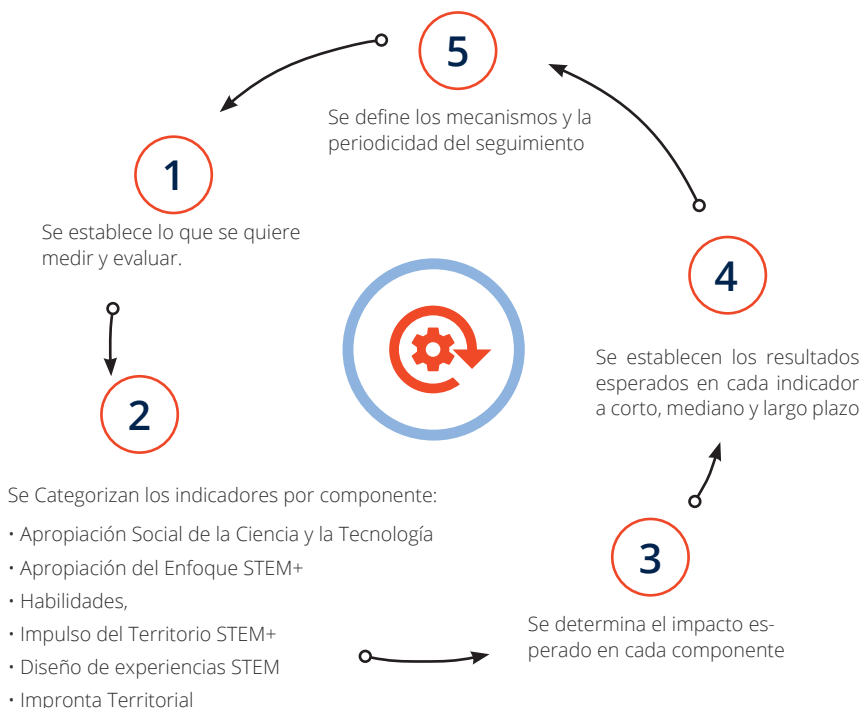 1
Se establece lo que se quiere
medir y evaluar.
2
Se Categorizan los indicadores por componente:
• Apropiación Social de la Ciencia y la Tecnología
• Apropiación del Enfoque STEM+
• Habilidades,
• Impulso del Territorio STEM+
• Diseño de experiencias STEM
• Impronta Territorial
3
Se determina el impacto es-
perado en cada componente
4
Se establecen los resultados
esperados en cada indicador
a corto, mediano y largo plazo
5
Se define los mecanismos y la
periodicidad del seguimiento